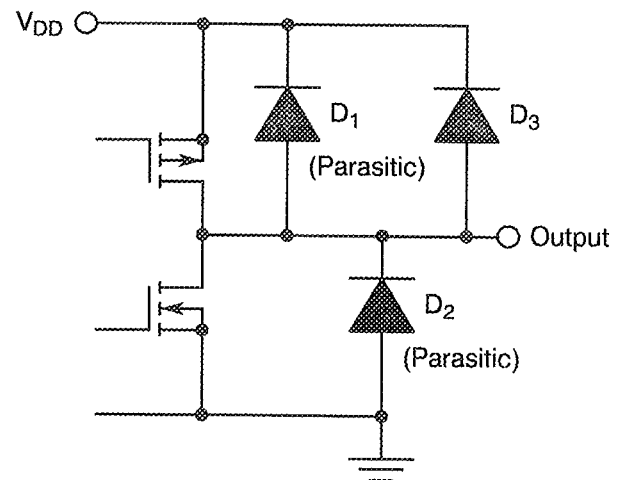 VDD
D1
(Parasitic)
D3
Output
D2
(Parasitic)